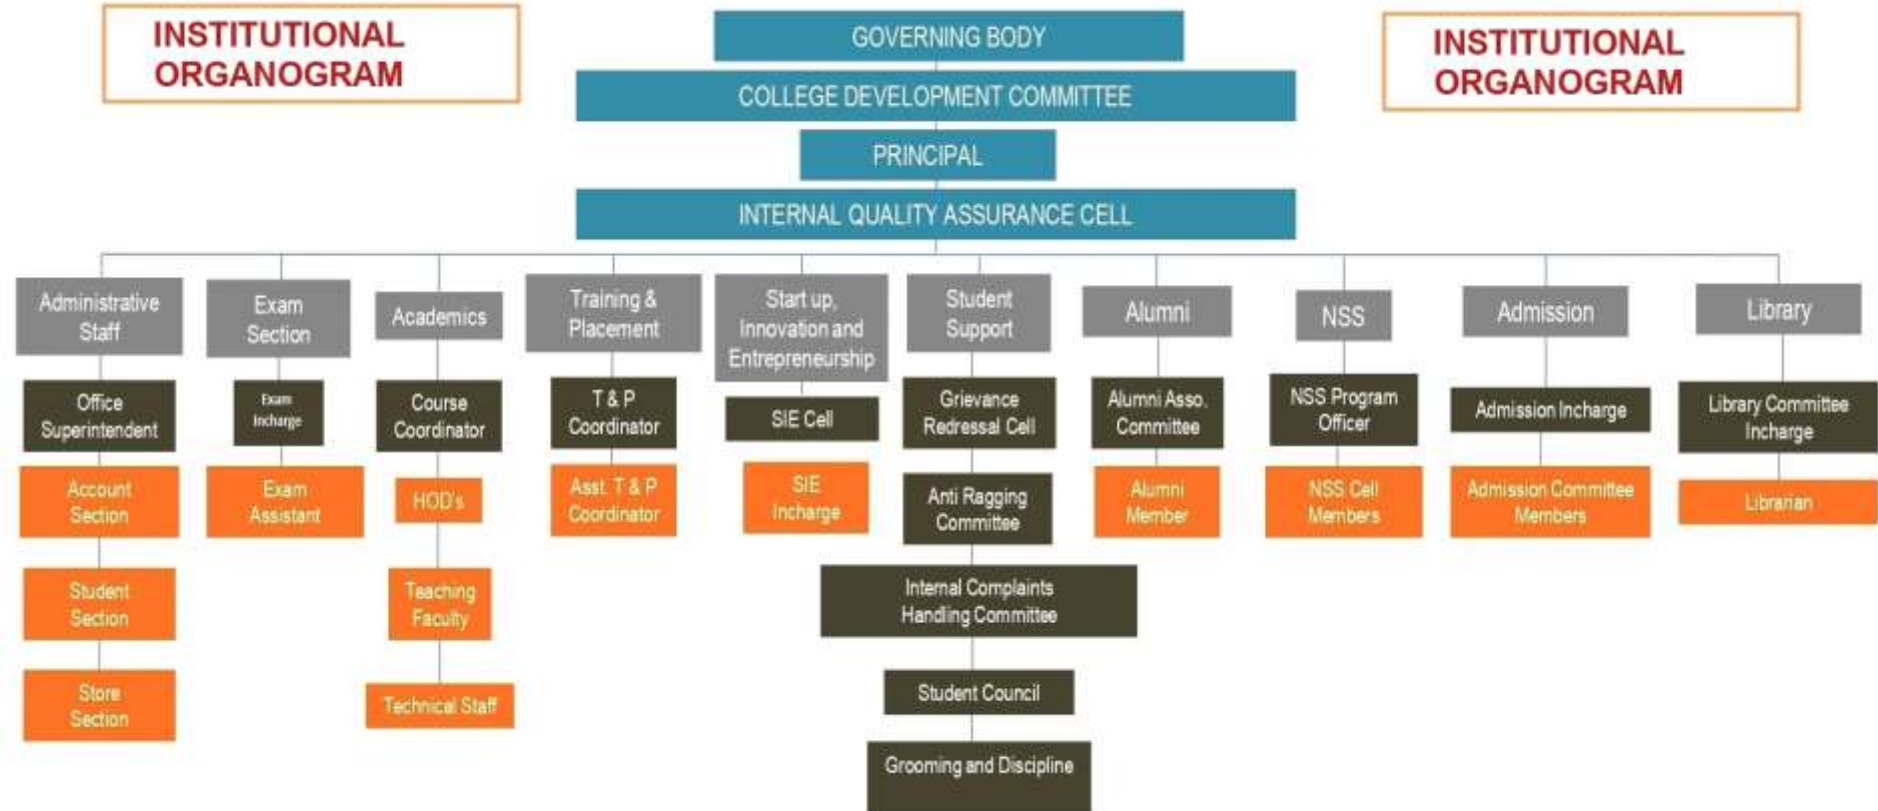 INSTITUTIONAL
ORGANOGRAM
GOVERNING BODY
INSTITUTIONAL
ORGANOGRAM
COLLEGE DEVELOPMENT COMMITTEE
PRINCIPAL
INTERNAL QUALITY ASSURANCE CELL
Administrative
Staff
Exam
Section
Academics
Training &
Placement
Start up,
Innovation and
Entrepreneurship
Student
Support
Alumni
NSS
Admission
Library
Office
Superintendent
Exam
Incharge
Course
Coordinator
T & P
Coordinator
SIE Cell
Grievance
Redressal Cell
Alumni Asso.
Committee
NSS Program
Officer
Admission Incharge
Library Committee
Incharge
Account
Section
Exam
Assistant
HOD's
Asst. T & P
Coordinator
SIE
Incharge
Anti Ragging
Committee
Alumni
Member
NSS Cell
Members
Admission Committee
Members
Librarian
Student
Section
Teaching
Faculty
Internal Complaints
Handling Committee
Store
Section
Technical Staff
Student Council
Grooming and Discipline